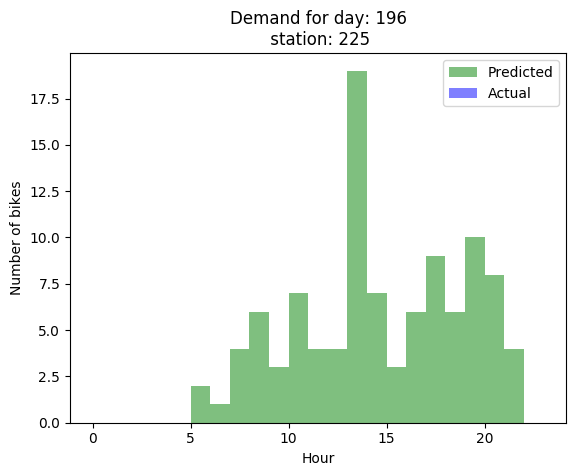 Demand for day: 196
station: 225
Predicted
Actual
17.5
15.0
12.5
10.0
7.5
5.0
2.5
0.0
Number of bikes
0 5 10 15 20
Hour